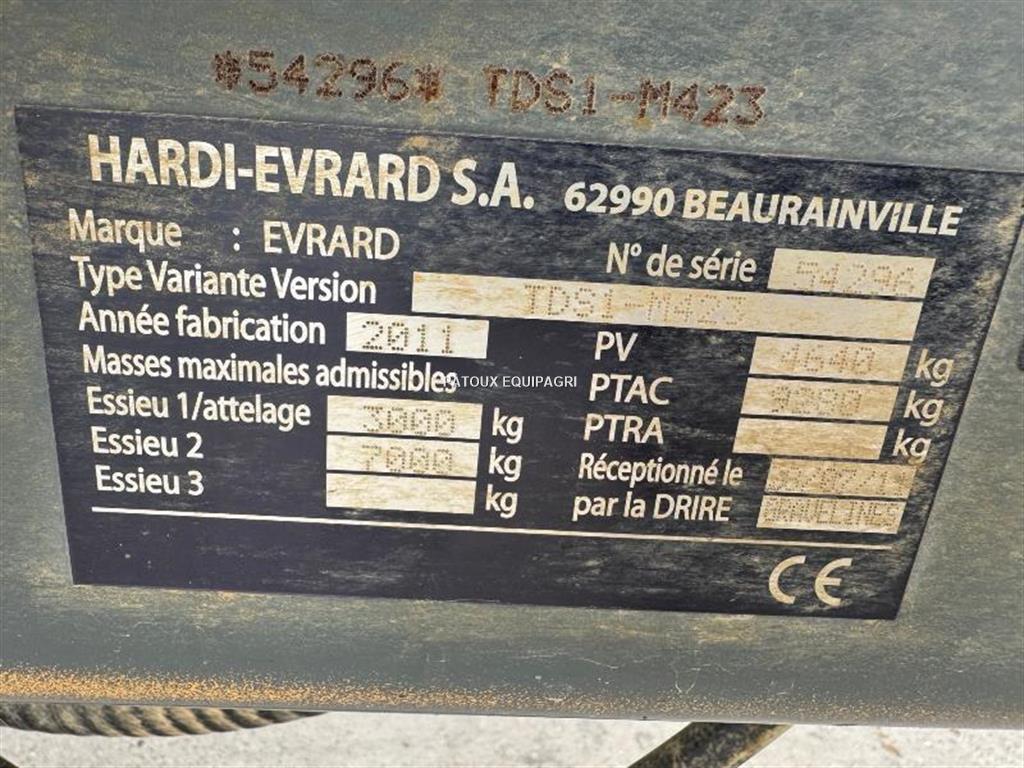 *54296* TDS1-M423
HARDI-EVRARD S.A. 62990 BEAURAINVILLE
Marque : EVRARD N° de série 54296
Type Variante Version TDS1-M423
Année fabrication 2011 PV 4640 kg
Masses maximales admissibles PTAC kg
PATOUX EQUIPAGRI
Essieu 1/attelage 3000 kg PTRA kg
Essieu 2 7000 kg Réceptionné le
Essieu 3 kg par la DRIRE
CE